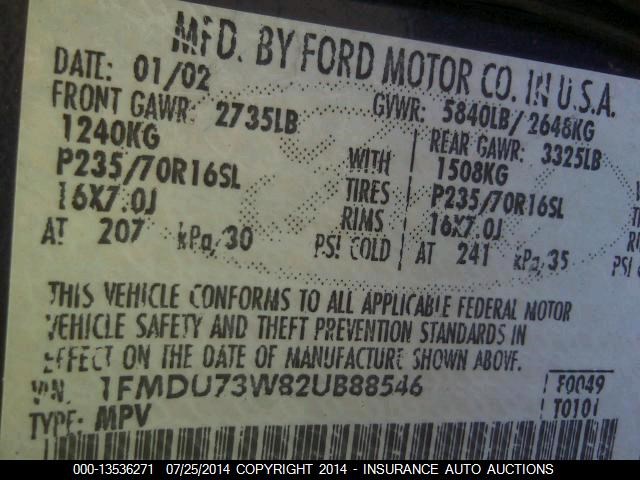 MFD. BY FORD MOTOR CO. IN U.S.A.
DATE: 01/02 GVWR: 5840LB/ 2648KG
FRONT GAWR: 2735LB REAR GAWR: 3325LB
1240KG WITH 1508KG
P235/70R16SL TIRES P235/70R16SL
16X7.0J RIMS 16X7.0J
AT 207 kPa/30 PSI COLD AT 241 kPa/35 PSI
THIS VEHICLE CONFORMS TO ALL APPLICABLE FEDERAL MOTOR
VEHICLE SAFETY AND THEFT PREVENTION STANDARDS IN
EFFECT ON THE DATE OF MANUFACTURE SHOWN ABOVE.
VIN: 1FMDU73W82UB88546 F0049
TYPE: MPV T0101
000-13536271 07/25/2014 COPYRIGHT 2014 - INSURANCE AUTO AUCTIONS